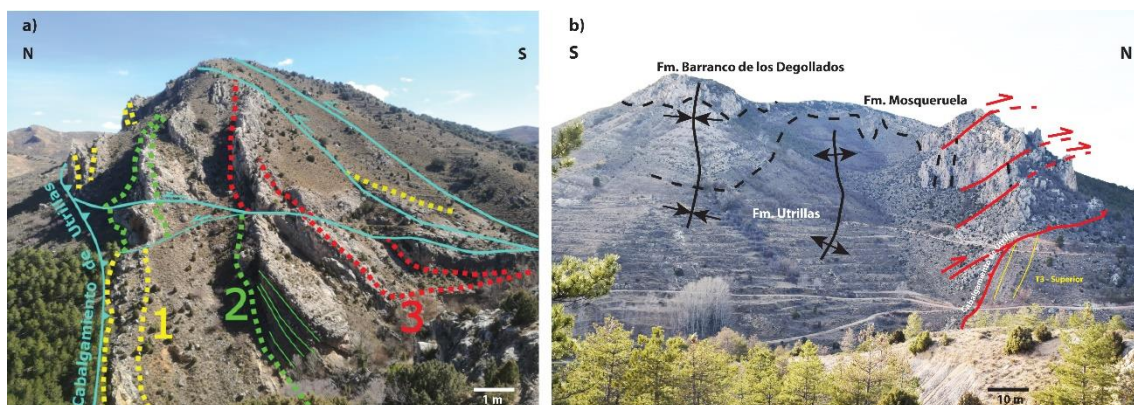 a)
N
S
Cabalgamiento de Utrillas
1
2
3
1 m
b)
S
N
Fm. Barranco de los Degollados
Fm. Mosqueruela
Fm. Utrillas
T3 - Superior
10 m